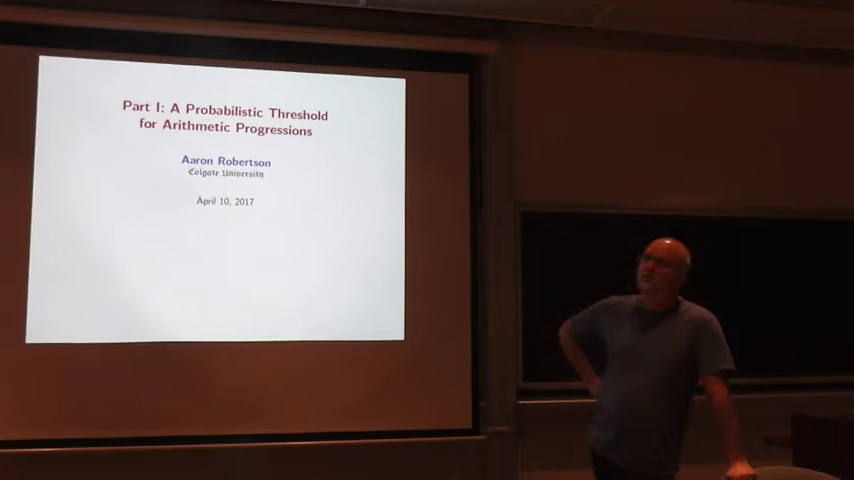 Part I: A Probabilistic Threshold
for Arithmetic Progressions
Aaron Robertson
Colgate University
April 10, 2017